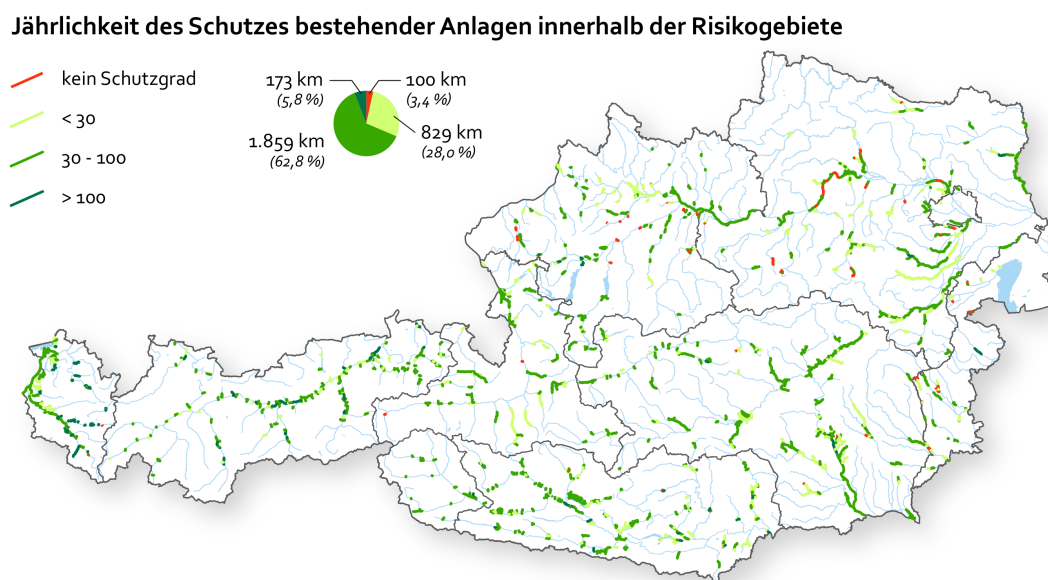 Jährlichkeit des Schutzes bestehender Anlagen innerhalb der Risikogebiete
kein Schutzgrad
< 30
30 - 100
> 100
173 km
(5,8 %)
100 km
(3,4 %)
829 km
(28,0 %)
1.859 km
(62,8 %)